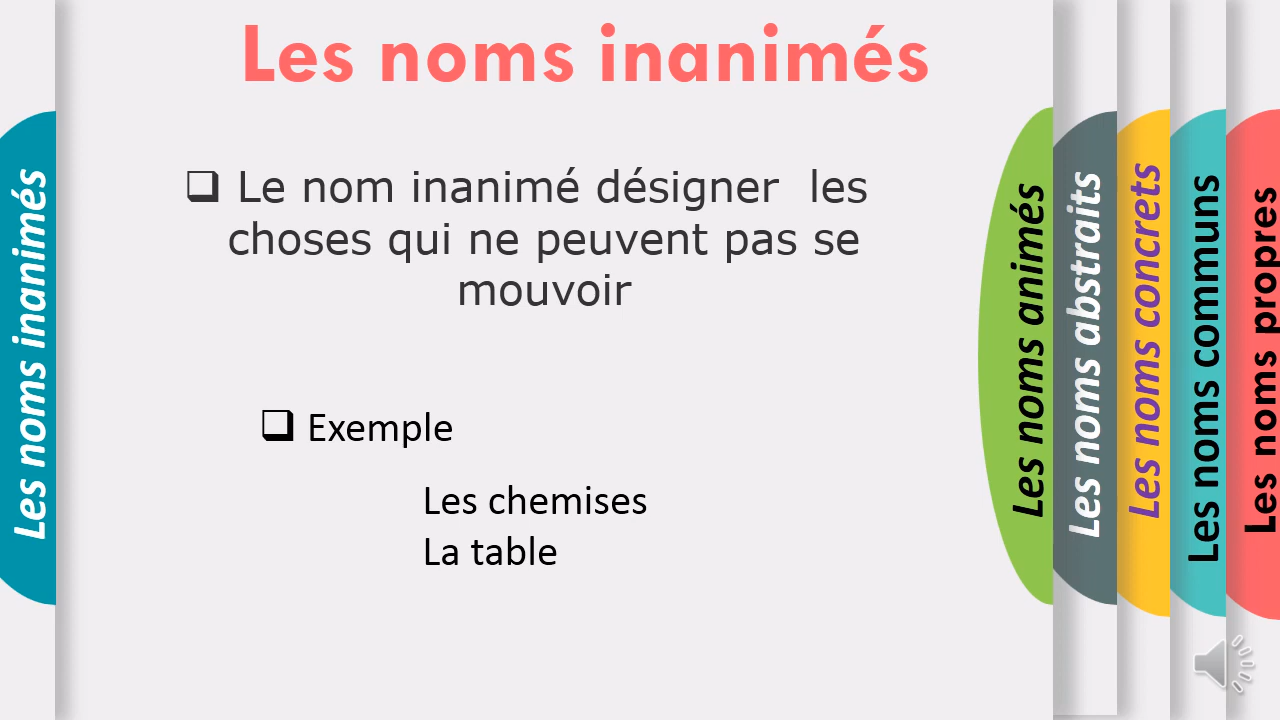 Les noms inanimés
Les noms inanimés
❑ Le nom inanimé désigner les
choses qui ne peuvent pas se
mouvoir
❑ Exemple
Les chemises
La table
Les noms animés
Les noms abstraits
Les noms concrets
Les noms communs
Les noms propres